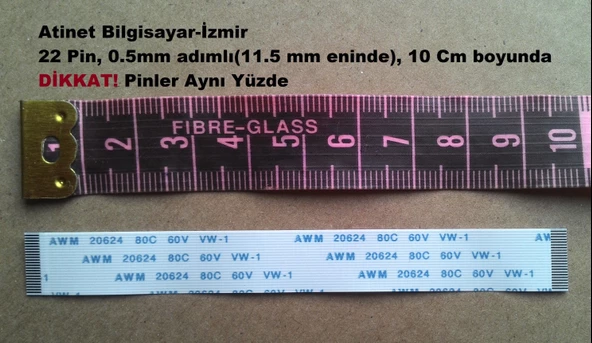 Atinet Bilgisayar-İzmir
22 Pin, 0.5mm adımlı(11.5 mm eninde), 10 Cm boyunda
DİKKAT! Pinler Aynı Yüzde
FIBRE-GLASS
1 2 3 4 5 6 7 8 9 10
AWM 20624 80C 60V VW-1 AWM 20624 80C 60V VW-1 AW
AWM 20624 80C 60V VW-1 AWM 20624 80C 60V VW-1
1 AWM 20624 80C 60V VW-1 AWM 20624 80C 60V VW-1